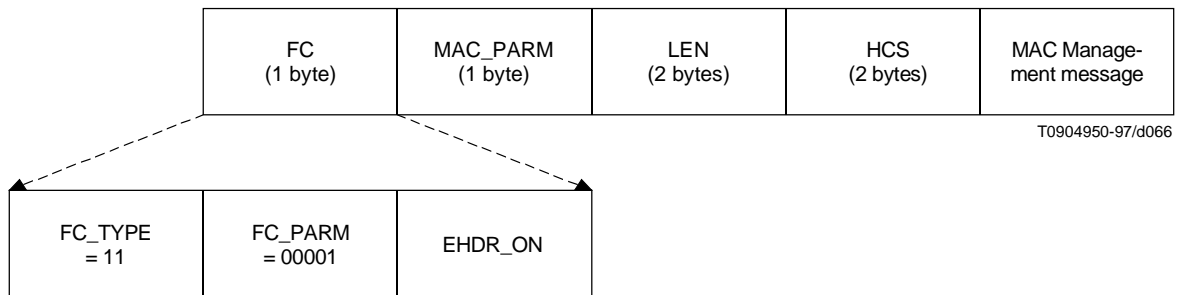 FC
(1 byte)
MAC_PARM
(1 byte)
LEN
(2 bytes)
HCS
(2 bytes)
MAC Manage-
ment message
T0904950-97/d066
FC_TYPE
= 11
FC_PARM
= 00001
EHDR_ON